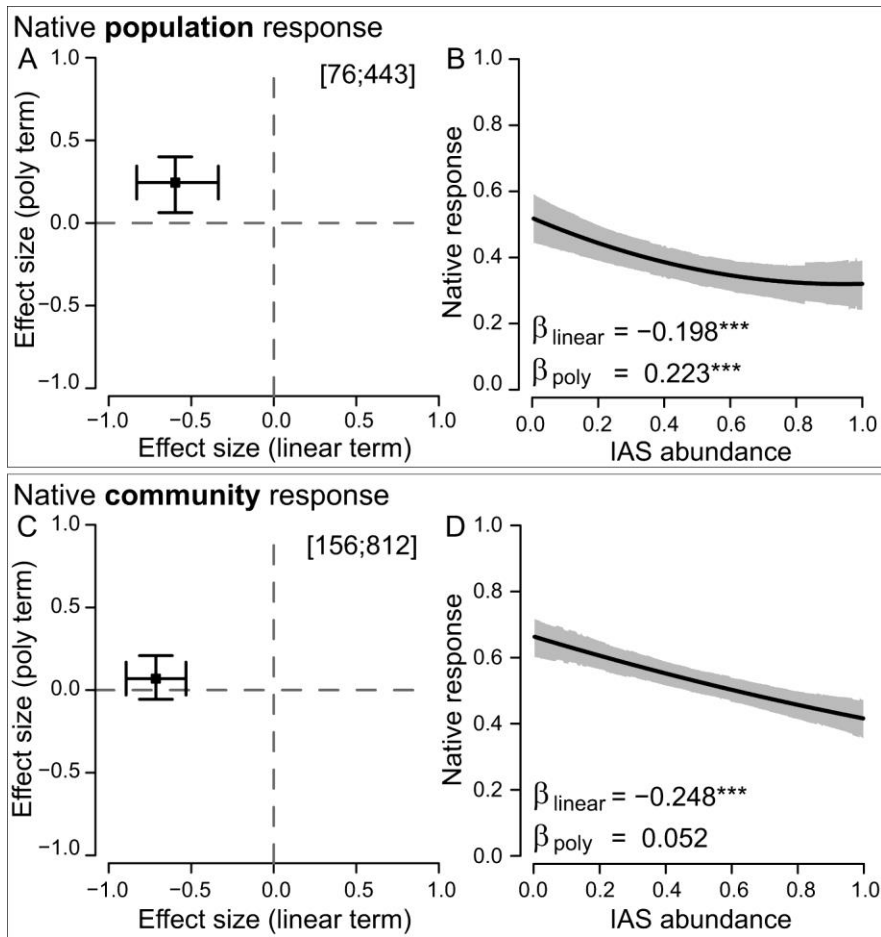 Native population response
A
[76;443]
1.0
0.5
0.0
−0.5
−1.0
Effect size (poly term)
−1.0 −0.5 0.0 0.5 1.0
Effect size (linear term)
B
1.0
0.8
0.6
0.4
0.2
0.0
Native response
β linear = −0.198***
β poly = 0.223***
0.0 0.2 0.4 0.6 0.8 1.0
IAS abundance
Native community response
C
[156;812]
1.0
0.5
0.0
−0.5
−1.0
Effect size (poly term)
−1.0 −0.5 0.0 0.5 1.0
Effect size (linear term)
D
1.0
0.8
0.6
0.4
0.2
0.0
Native response
β linear = −0.248***
β poly = 0.052
0.0 0.2 0.4 0.6 0.8 1.0
IAS abundance